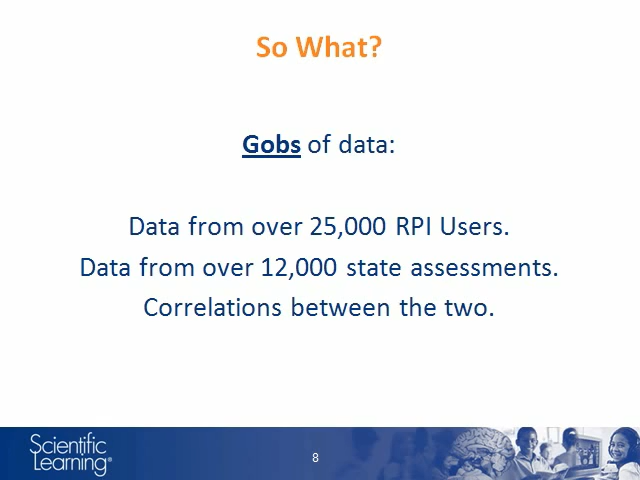 So What?
Gobs of data:
Data from over 25,000 RPI Users.
Data from over 12,000 state assessments.
Correlations between the two.
Scientific
Learning®
8